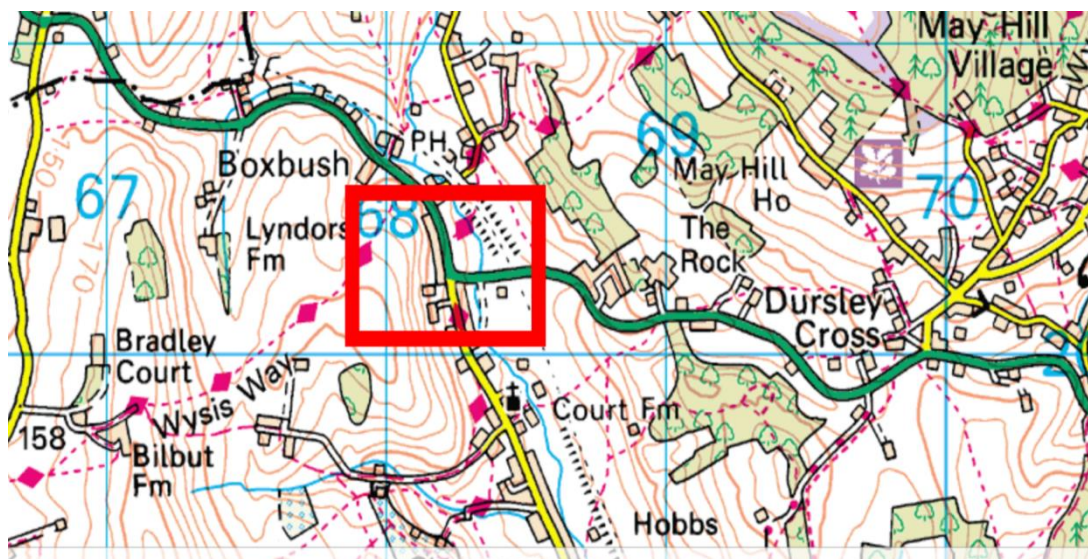 May Hill
Village
PH
69
Boxbush
May Hill
Ho
67
68
70
Lyndors
Fm
The
Rock
150
170
Dursley
Cross
Bradley
Court
Wysis Way
Court Fm
158
Bilbut
Fm
Hobbs